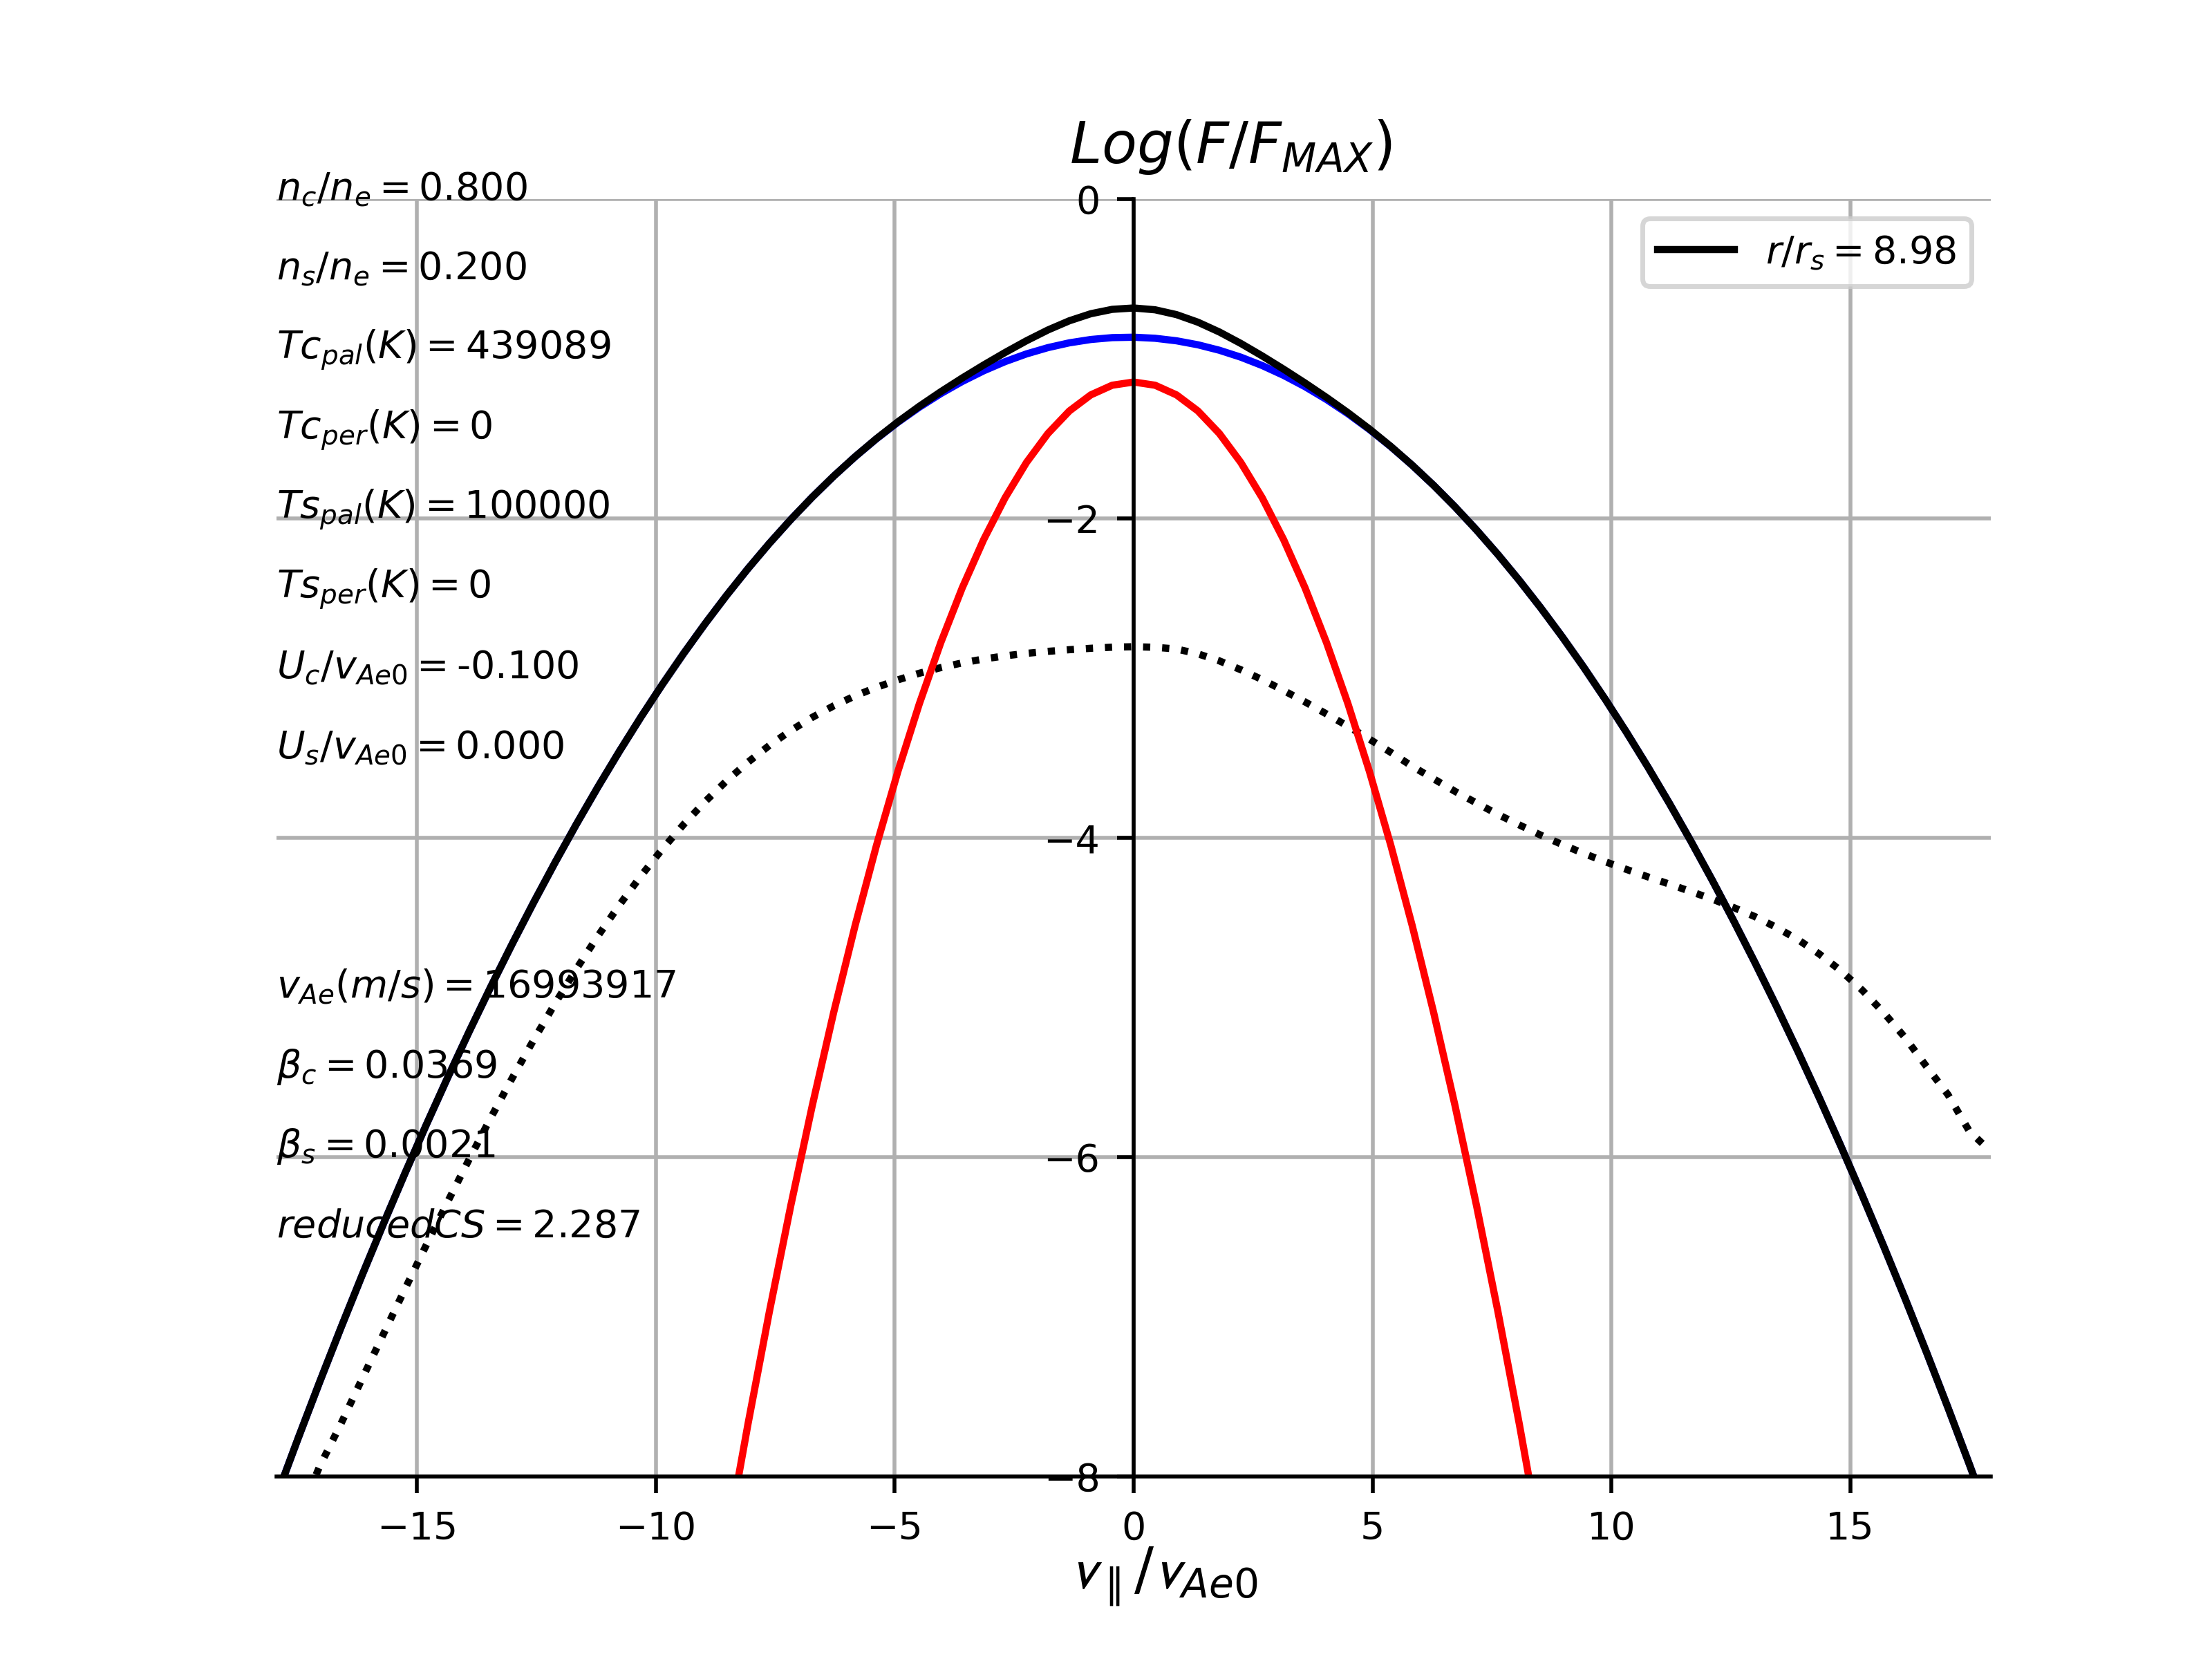 Log(F/F_MAX)
n_c/n_e = 0.800
0
r/r_s = 8.98
n_s/n_e = 0.200
Tc_pal(K) = 439089
Tc_per(K) = 0
Ts_pal(K) = 100000
−2
Ts_per(K) = 0
U_c/v_Ae0 = -0.100
U_s/v_Ae0 = 0.000
−4
v_Ae(m/s) = 16993917
β_c = 0.0369
β_s = 0.0021
−6
reducedCS = 2.287
−8
−15 −10 −5 0 5 10 15
v_∥/v_Ae0